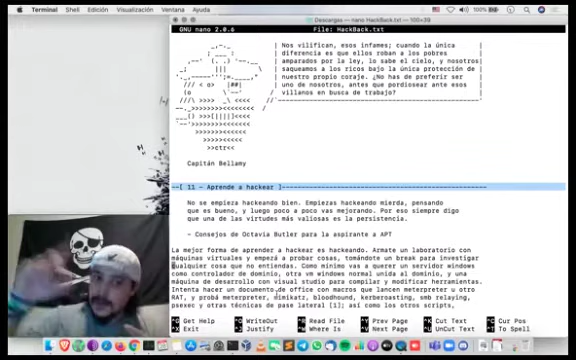 Terminal Shell Edición Visualización Ventana Ayuda
100%
Descargas — nano HackBack.txt — 100×39
GNU nano 2.0.6 File: HackBack.txt
Nos vilifican, esos infames; cuando la única
diferencia es que ellos roban a los pobres
amparados por la ley, lo sabe el cielo, y nosotros
saqueamos a los ricos bajo la única protección de
nuestro propio coraje. ¿No has de preferir ser
uno de nosotros, antes que pordiosear ante esos
villanos en busca de trabajo?
Capitán Bellamy
--[ 11 - Aprende a hackear ]--
No se empieza hackeando bien. Empiezas hackeando mierda, pensando
que es bueno, y luego poco a poco vas mejorando. Por eso siempre digo
que una de las virtudes más valiosas es la persistencia.
- Consejos de Octavia Butler para la aspirante a APT
La mejor forma de aprender a hackear es hackeando. Armate un laboratorio con
máquinas virtuales y empezá a probar cosas, tomándote un break para investigar
cualquier cosa que no entiendas. Como mínimo vas a querer un servidor windows
como controlador de dominio, otra vm windows normal unida al dominio, y una
máquina de desarrollo con visual studio para compilar y modificar herramientas.
Intenta hacer un documento de office con macros que lancen meterpreter u otro
RAT, y probá meterpreter, mimikatz, bloodhound, kerberoasting, smb relaying,
psexec y otras técnicas de pase lateral [1]; así como los otros scripts,
^G Get Help ^O WriteOut ^R Read File ^Y Prev Page ^K Cut Text ^C Cur Pos
^X Exit ^J Justify ^W Where Is ^V Next Page ^U UnCut Text ^T To Spell